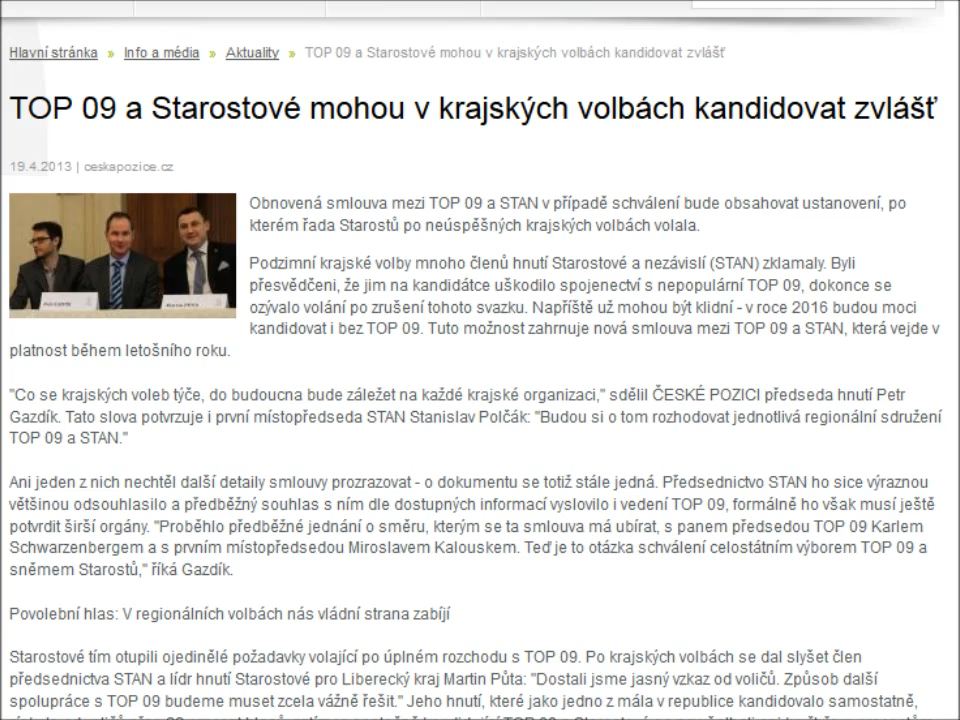 Hlavní stránka » Info a média » Aktuality » TOP 09 a Starostové mohou v krajských volbách kandidovat zvlášť
TOP 09 a Starostové mohou v krajských volbách kandidovat zvlášť
19.4.2013 | ceskapozice.cz
Obnovená smlouva mezi TOP 09 a STAN v případě schválení bude obsahovat ustanovení, po
kterém řada Starostů po neúspěšných krajských volbách volala.
Podzimní krajské volby mnoho členů hnutí Starostové a nezávislí (STAN) zklamaly. Byli
přesvědčeni, že jim na kandidátce uškodilo spojenectví s nepopulární TOP 09, dokonce se
ozývalo volání po zrušení tohoto svazku. Napříště už mohou být klidní - v roce 2016 budou moci
kandidovat i bez TOP 09. Tuto možnost zahrnuje nová smlouva mezi TOP 09 a STAN, která vejde v
platnost během letošního roku.
"Co se krajských voleb týče, do budoucna bude záležet na každé krajské organizaci," sdělil ČESKÉ POZICI předseda hnutí Petr
Gazdík. Tato slova potvrzuje i první místopředseda STAN Stanislav Polčák: "Budou si o tom rozhodovat jednotlivá regionální sdružení
TOP 09 a STAN."
Ani jeden z nich nechtěl další detaily smlouvy prozrazovat - o dokumentu se totiž stále jedná. Předsednictvo STAN ho sice výraznou
většinou odsouhlasilo a předběžný souhlas s ním dle dostupných informací vyslovilo i vedení TOP 09, formálně ho však musí ještě
potvrdit širší orgány. "Proběhlo předběžné jednání o směru, kterým se ta smlouva má ubírat, s panem předsedou TOP 09 Karlem
Schwarzenbergem a s prvním místopředsedou Miroslavem Kalouskem. Teď je to otázka schválení celostátním výborem TOP 09 a
sněmem Starostů," říká Gazdík.
Povolební hlas: V regionálních volbách nás vládní strana zabíjí
Starostové tím otupili ojedinělé požadavky volající po úplném rozchodu s TOP 09. Po krajských volbách se dal slyšet člen
předsednictva STAN a lídr hnutí Starostové pro Liberecký kraj Martin Půta: "Dostali jsme jasný vzkaz od voličů. Způsob další
spolupráce s TOP 09 budeme muset zcela vážně řešit." Jeho hnutí, které jako jedno z mála v republice kandidovalo samostatně,